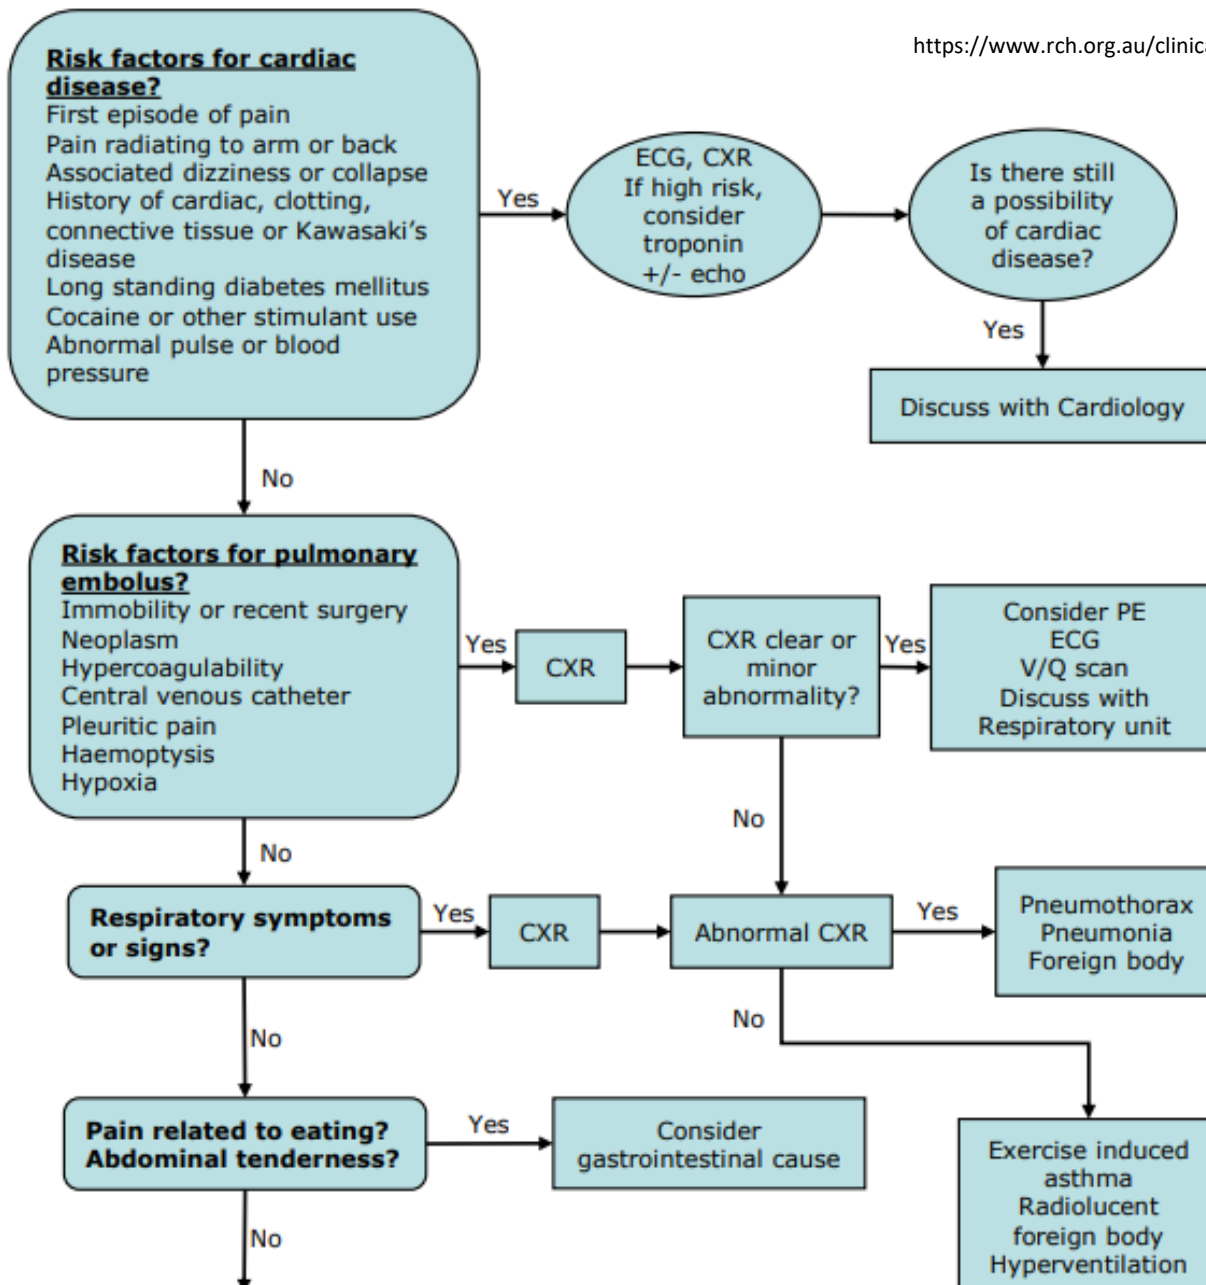 https://www.rch.org.au/clinica
Risk factors for cardiac
disease?
First episode of pain
Pain radiating to arm or back
Associated dizziness or collapse
History of cardiac, clotting,
connective tissue or Kawasaki's
disease
Long standing diabetes mellitus
Cocaine or other stimulant use
Abnormal pulse or blood
pressure
Yes
ECG, CXR
If high risk,
consider
troponin
+/- echo
Is there still
a possibility
of cardiac
disease?
Yes
Discuss with Cardiology
No
Risk factors for pulmonary
embolus?
Immobility or recent surgery
Neoplasm
Hypercoagulability
Central venous catheter
Pleuritic pain
Haemoptysis
Hypoxia
Yes
CXR
CXR clear or
minor
abnormality?
Yes
Consider PE
ECG
V/Q scan
Discuss with
Respiratory unit
No
No
Respiratory symptoms
or signs?
Yes
CXR
Abnormal CXR
Yes
Pneumothorax
Pneumonia
Foreign body
No
No
Pain related to eating?
Abdominal tenderness?
Yes
Consider
gastrointestinal cause
Exercise induced
asthma
Radiolucent
foreign body
Hyperventilation
No